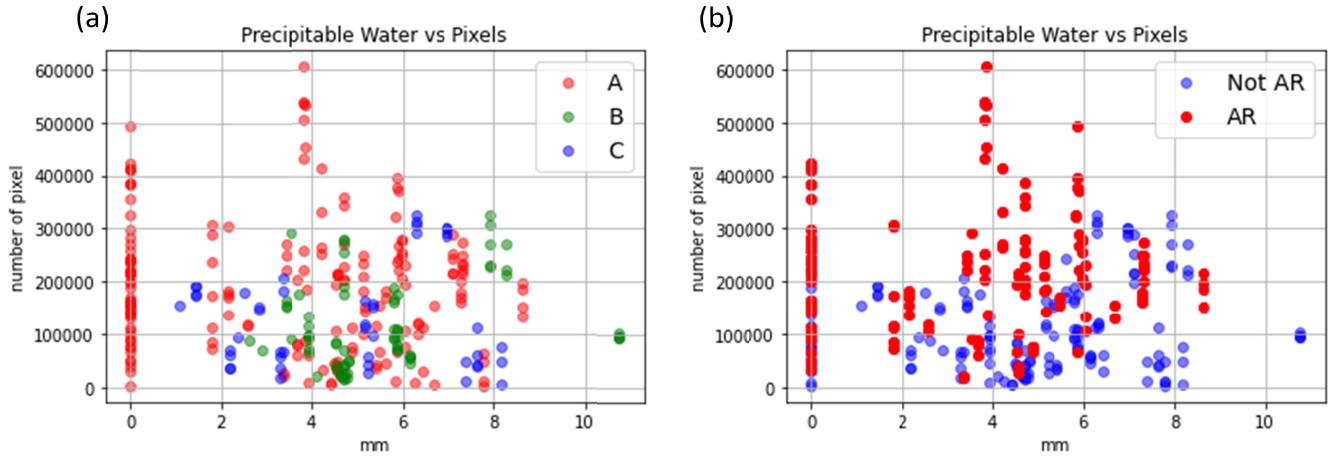 (a)
Precipitable Water vs Pixels
600000
500000
400000
300000
200000
100000
0
number of pixel
0 2 4 6 8 10
mm
A
B
C
(b)
Precipitable Water vs Pixels
600000
500000
400000
300000
200000
100000
0
number of pixel
0 2 4 6 8 10
mm
Not AR
AR